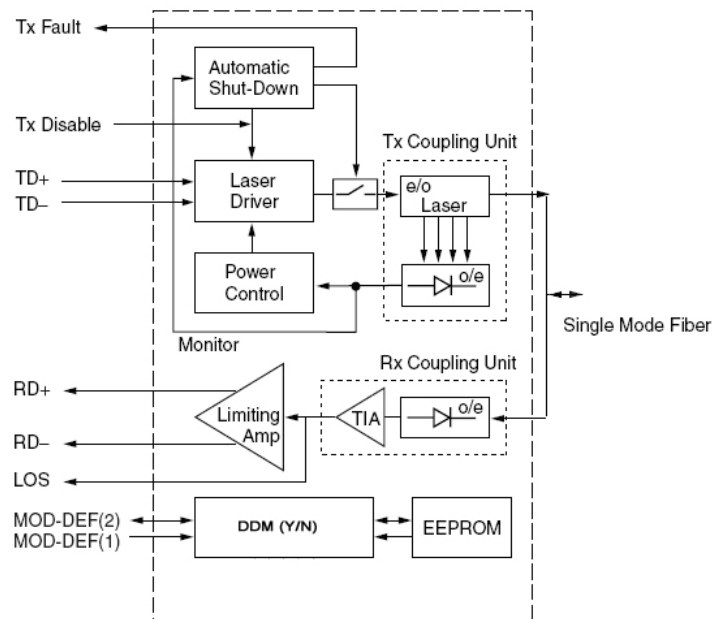 Tx Fault
Automatic
Shut-Down
Tx Disable
Tx Coupling Unit
TD+
TD–
Laser
Driver
e/o
Laser
Power
Control
o/e
Single Mode Fiber
Monitor
Rx Coupling Unit
RD+
RD–
Limiting
Amp
TIA
o/e
LOS
MOD-DEF(2)
MOD-DEF(1)
DDM (Y/N)
EEPROM